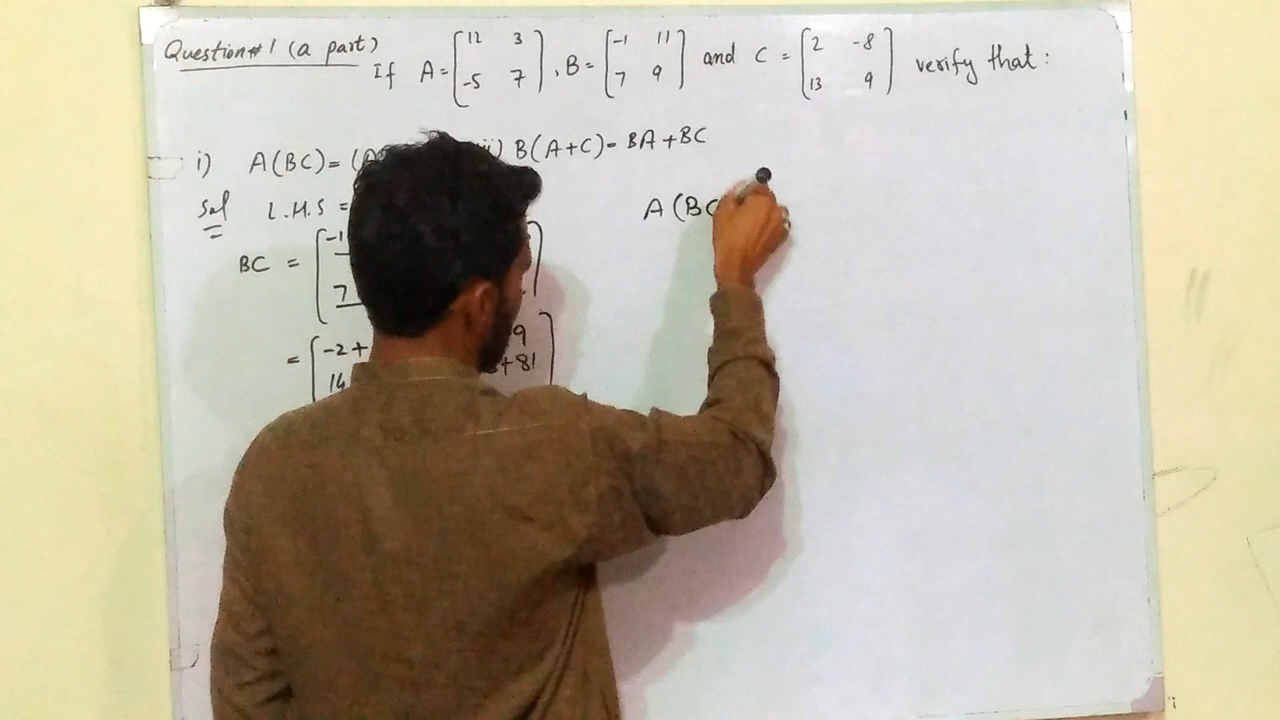 Question#1 (a part)
If A=[12 3 -5 7], B=[-1 11 7 9] and C=[2 -8 13 9] verify that:
i) A(BC)=(A ii) B(A+C)=BA+BC
Sol L.H.S =
BC = [-1 7
A(BC
= [-2+ 9
14 +81]